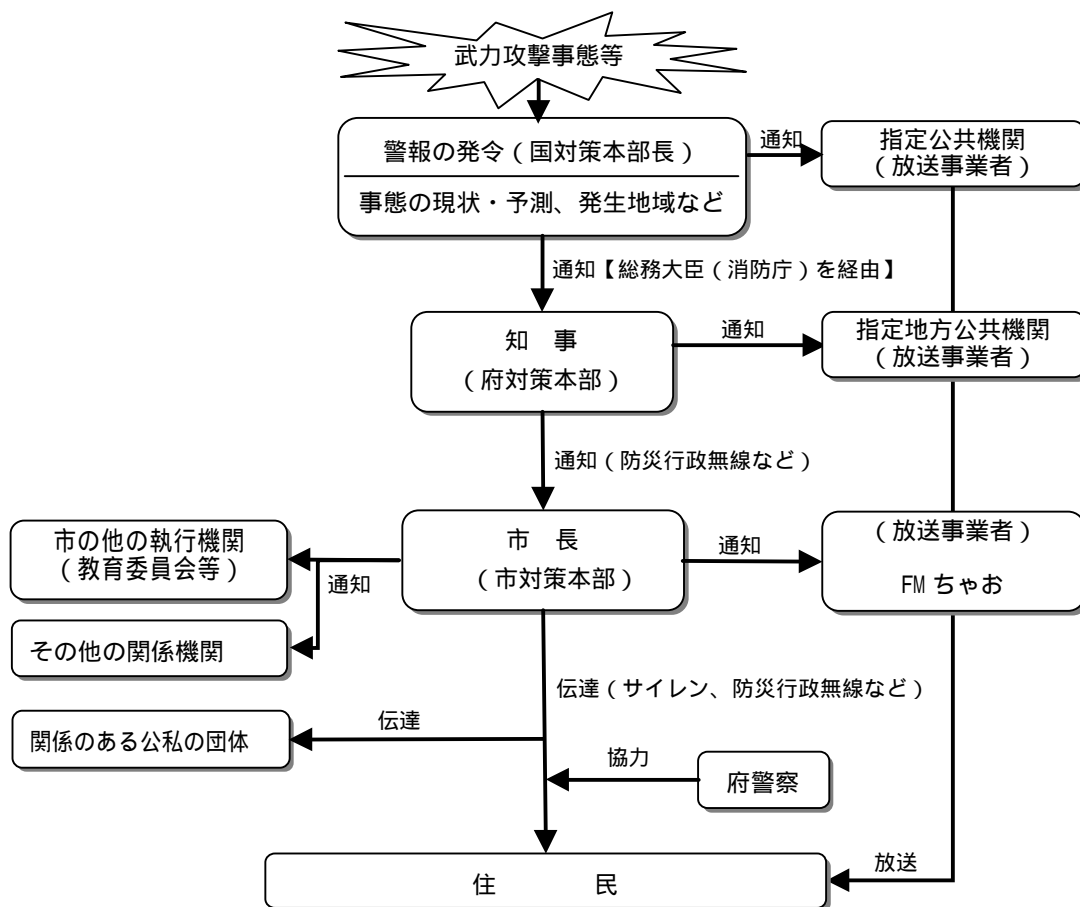 武力攻撃事態等
警報の発令（国対策本部長）
事態の現状・予測、発生地域など
通知
指定公共機関
（放送事業者）
通知【総務大臣（消防庁）を経由】
知　事
（府対策本部）
通知
指定地方公共機関
（放送事業者）
通知（防災行政無線など）
市の他の執行機関
（教育委員会等）
通知
市　長
（市対策本部）
通知
（放送事業者）
FM ちゃお
その他の関係機関
伝達（サイレン、防災行政無線など）
関係のある公私の団体
伝達
協力
府警察
住　　　　民
放送